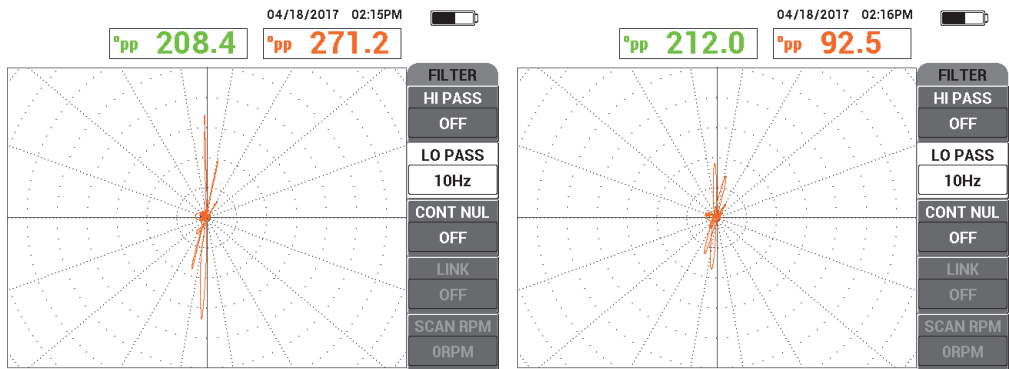 04/18/2017 02:15PM
°pp 208.4 °pp 271.2
FILTER
HI PASS
OFF
LO PASS
10Hz
CONT NUL
OFF
LINK
OFF
SCAN RPM
0RPM
04/18/2017 02:16PM
°pp 212.0 °pp 92.5
FILTER
HI PASS
OFF
LO PASS
10Hz
CONT NUL
OFF
LINK
OFF
SCAN RPM
0RPM